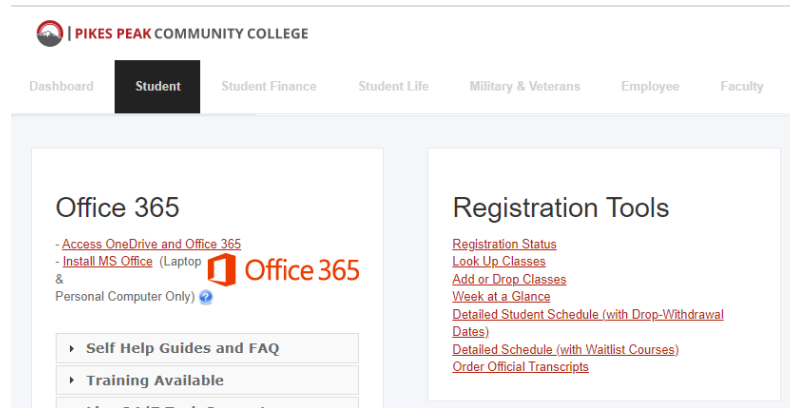 | PIKES PEAK COMMUNITY COLLEGE
Dashboard Student Student Finance Student Life Military & Veterans Employee Faculty
Office 365
- Access OneDrive and Office 365
- Install MS Office (Laptop
&
Personal Computer Only) ?
Office 365
Self Help Guides and FAQ
Training Available
Registration Tools
Registration Status
Look Up Classes
Add or Drop Classes
Week at a Glance
Detailed Student Schedule (with Drop-Withdrawal
Dates)
Detailed Schedule (with Waitlist Courses)
Order Official Transcripts